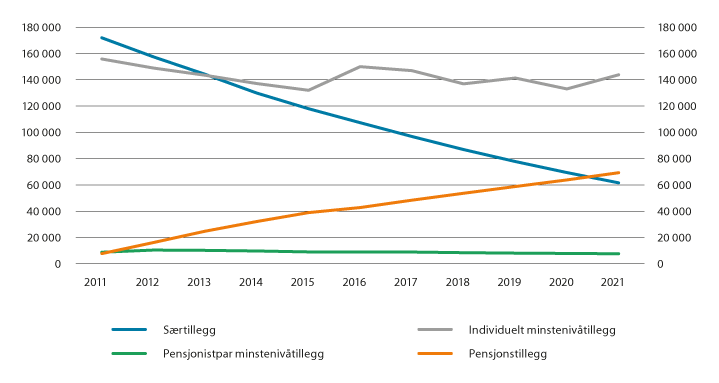 180 000 180 000
160 000 160 000
140 000 140 000
120 000 120 000
100 000 100 000
80 000 80 000
60 000 60 000
40 000 40 000
20 000 20 000
0 0
2011 2012 2013 2014 2015 2016 2017 2018 2019 2020 2021
Særtillegg Individuelt minstenivåtillegg
Pensjonistpar minstenivåtillegg Pensjonstillegg